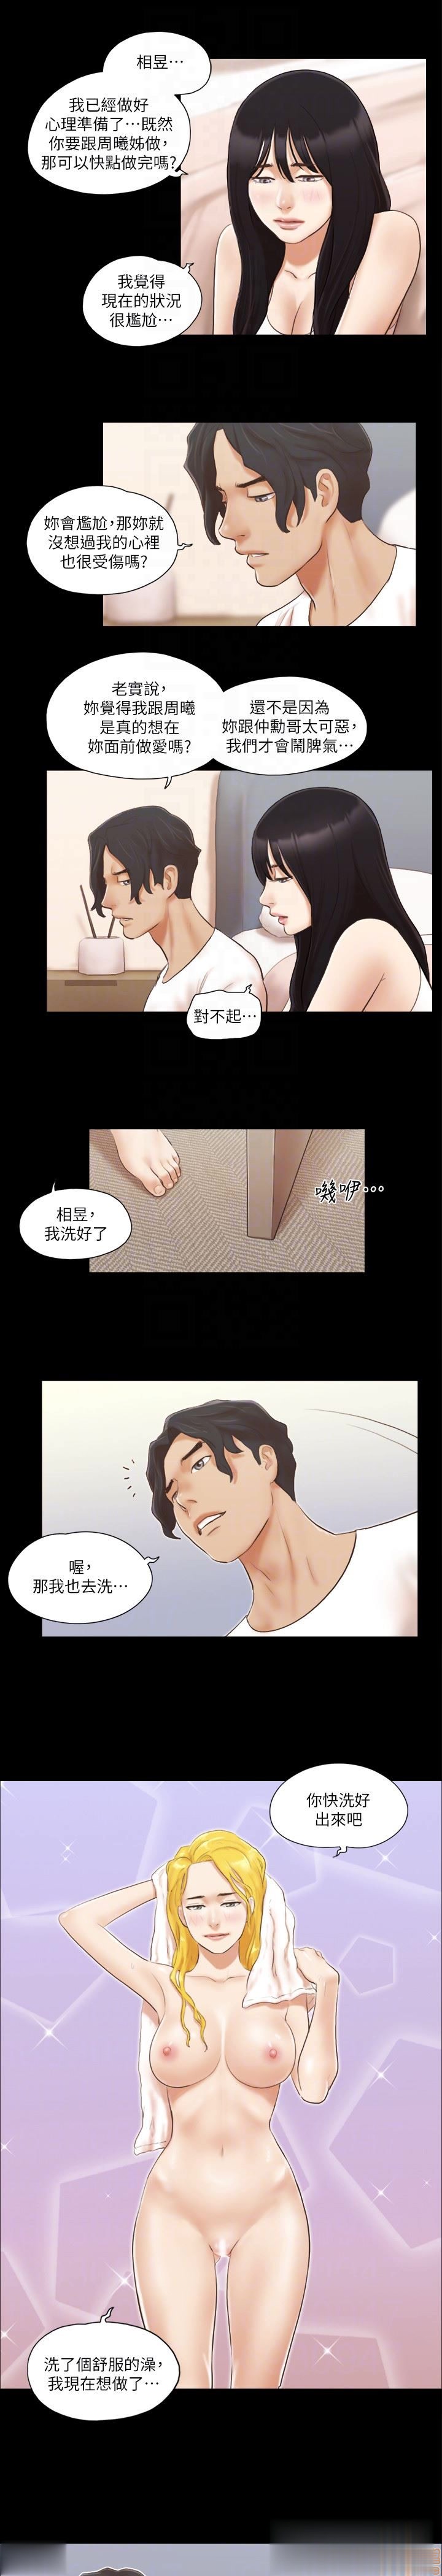 相昱…
我已經做好
心理準備了…既然
你要跟周曦姊做，
那可以快點做完嗎?
我覺得
現在的狀況
很尷尬…
妳會尷尬，那妳就
沒想過我的心裡
也很受傷嗎?
老實說，
妳覺得我跟周曦
是真的想在
妳面前做愛嗎?
還不是因為
妳跟仲勳哥太可惡，
我們才會鬧脾氣…
對不起…
嘰咿…
相昱，
我洗好了
喔，
那我也去洗…
你快洗好
出來吧
洗了個舒服的澡，
我現在想做了…